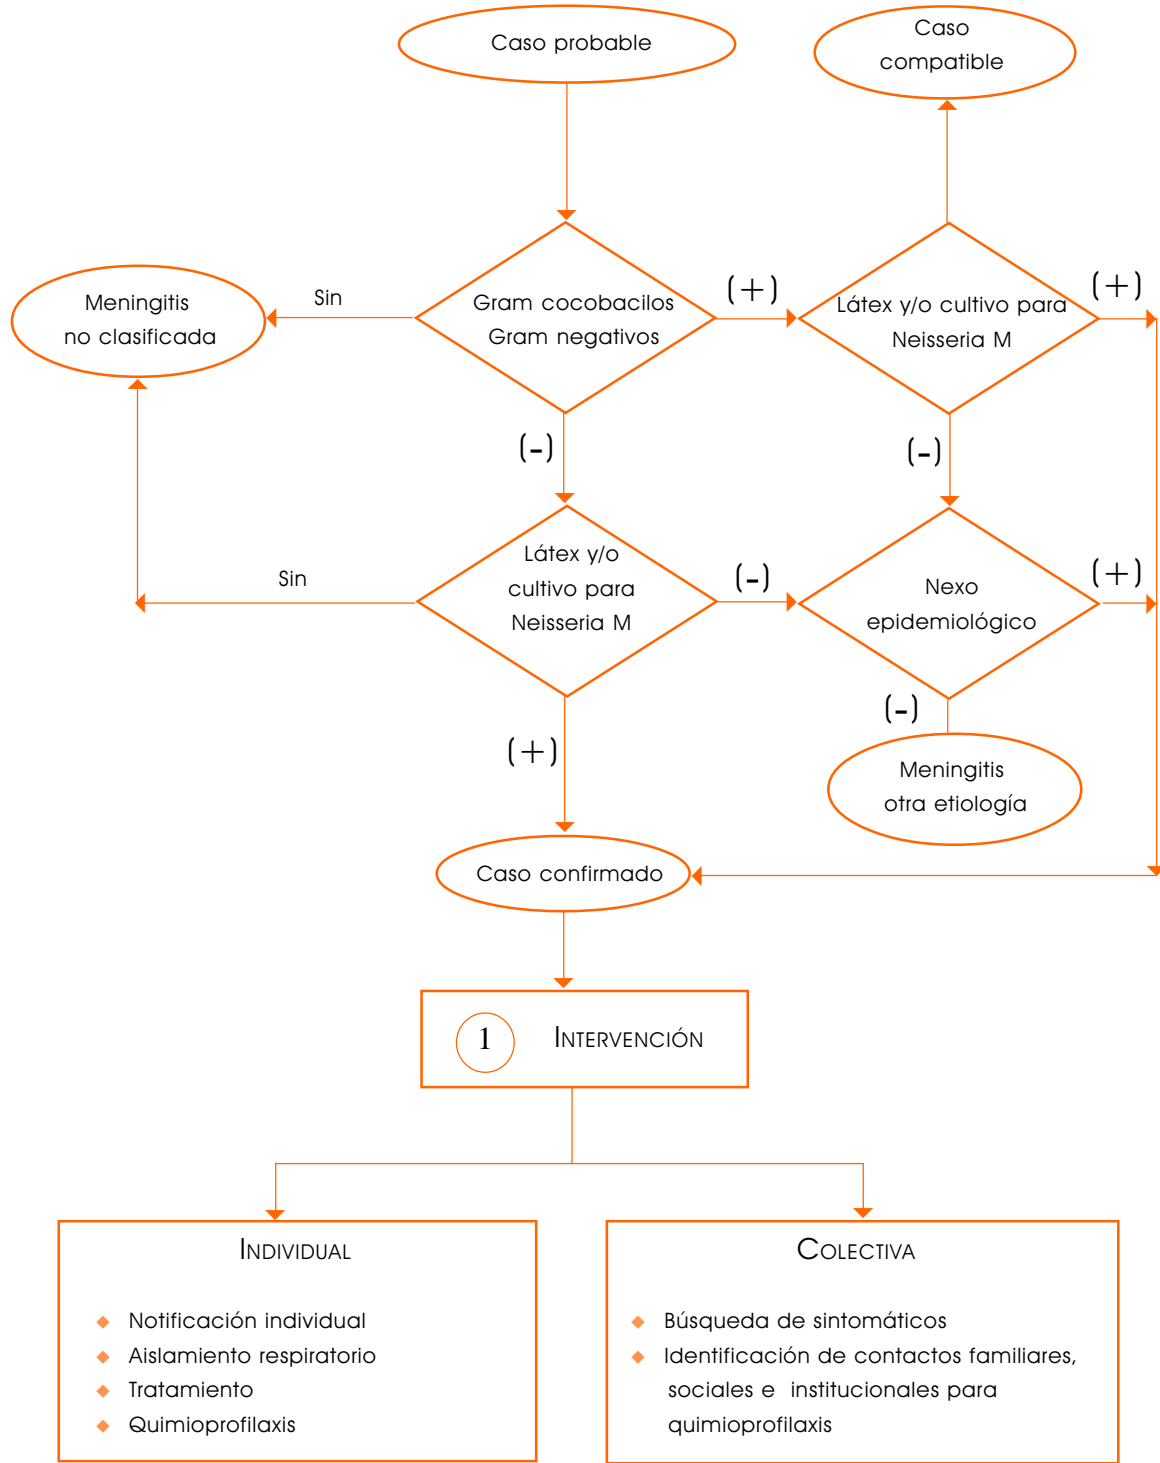 Caso probable
Caso
compatible
Meningitis
no clasificada
Sin
Gram cocobacilos
Gram negativos
(+)
Látex y/o cultivo para
Neisseria M
(+)
(-)
(-)
Sin
Látex y/o
cultivo para
Neisseria M
(-)
Nexo
epidemiológico
(+)
(+)
(-)
Meningitis
otra etiología
Caso confirmado
1 INTERVENCIÓN
INDIVIDUAL
◆ Notificación individual
◆ Aislamiento respiratorio
◆ Tratamiento
◆ Quimioprofilaxis
COLECTIVA
◆ Búsqueda de sintomáticos
◆ Identificación de contactos familiares,
sociales e institucionales para
quimioprofilaxis